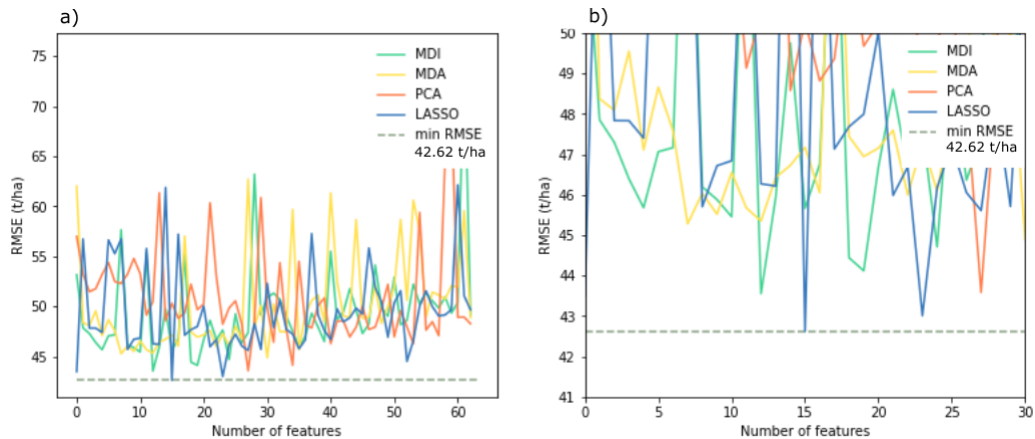 a)
75
70
65
60
55
50
45
RMSE (t/ha)
0 10 20 30 40 50 60
Number of features
MDI
MDA
PCA
LASSO
min RMSE
42.62 t/ha
b)
50
49
48
47
46
45
44
43
42
41
RMSE (t/ha)
0 5 10 15 20 25 30
Number of features
MDI
MDA
PCA
LASSO
min RMSE
42.62 t/ha